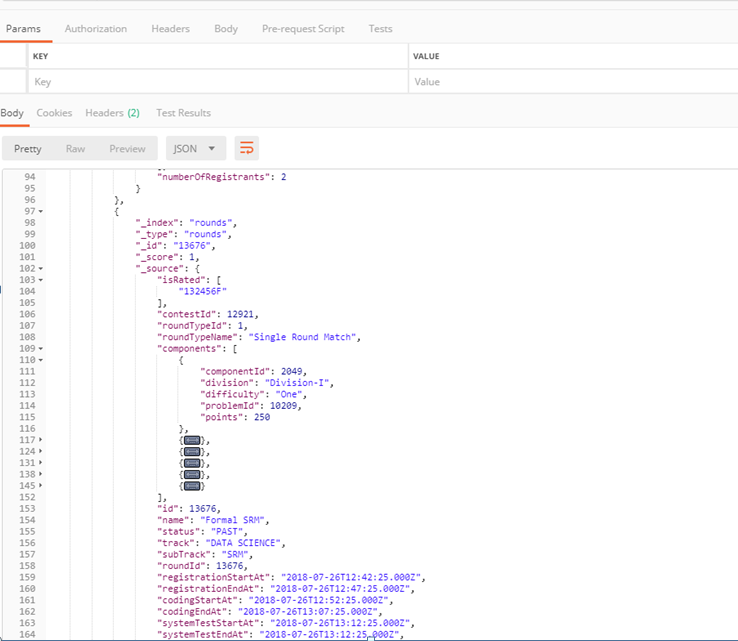 Params Authorization Headers Body Pre-request Script Tests
KEY VALUE
Key Value
Body Cookies Headers (2) Test Results
Pretty Raw Preview JSON
94 "numberOfRegistrants": 2
95 }
96 },
97 {
98 "_index": "rounds",
99 "_type": "rounds",
100 "_id": "13676",
101 "_score": 1,
102 "_source": {
103 "isRated": [
104 "132456F"
105 ],
106 "contestId": 12921,
107 "roundTypeId": 1,
108 "roundTypeName": "Single Round Match",
109 "components": [
110 {
111 "componentId": 2049,
112 "division": "Division-I",
113 "difficulty": "One",
114 "problemId": 10209,
115 "points": 250
116 },
117 {},
124 {},
131 {},
138 {},
145 {}
152 ],
153 "id": 13676,
154 "name": "Formal SRM",
155 "status": "PAST",
156 "track": "DATA SCIENCE",
157 "subTrack": "SRM",
158 "roundId": 13676,
159 "registrationStartAt": "2018-07-26T12:42:25.000Z",
160 "registrationEndAt": "2018-07-26T12:47:25.000Z",
161 "codingStartAt": "2018-07-26T12:52:25.000Z",
162 "codingEndAt": "2018-07-26T13:07:25.000Z",
163 "systemTestStartAt": "2018-07-26T13:12:25.000Z",
164 "systemTestEndAt": "2018-07-26T13:12:25.000Z",